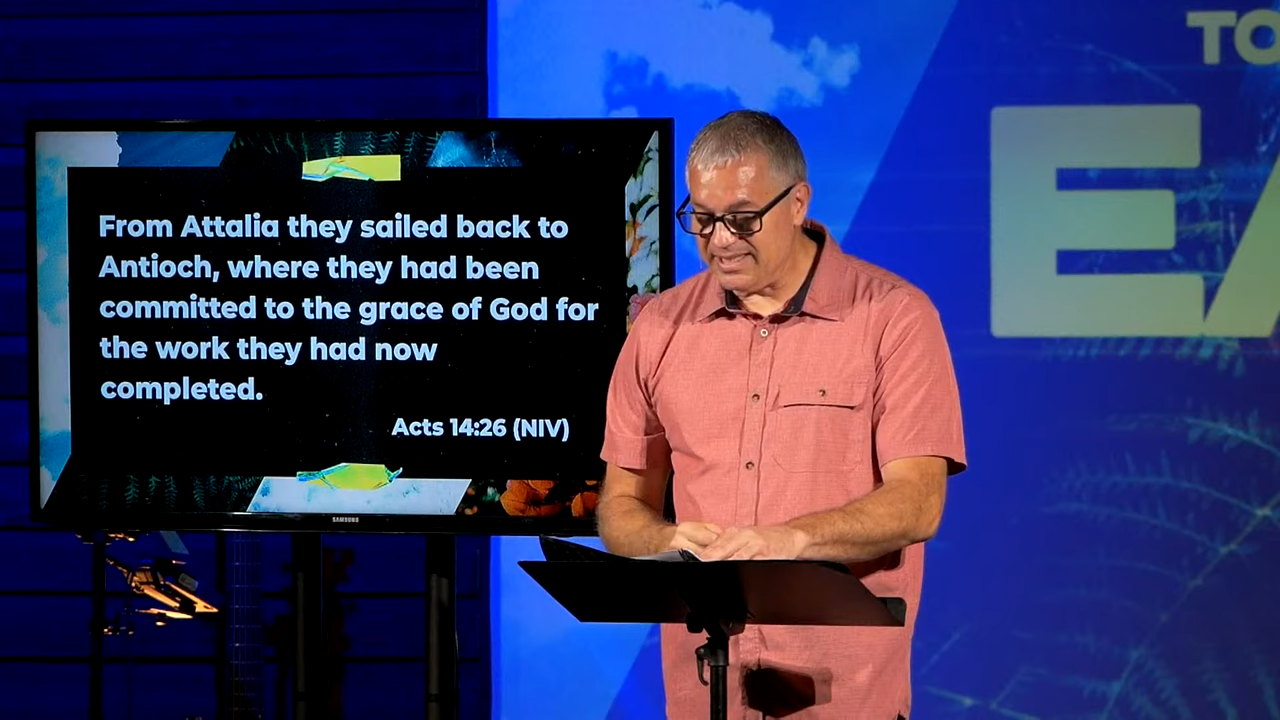 From Attalia they sailed back to
Antioch, where they had been
committed to the grace of God for
the work they had now
completed.
Acts 14:26 (NIV)
SAMSUNG
TO
EA